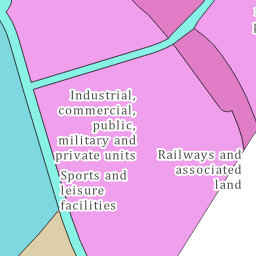 Industrial,
commercial,
public,
military and
private units
Sports and
leisure
facilities
Railways and
associated
land